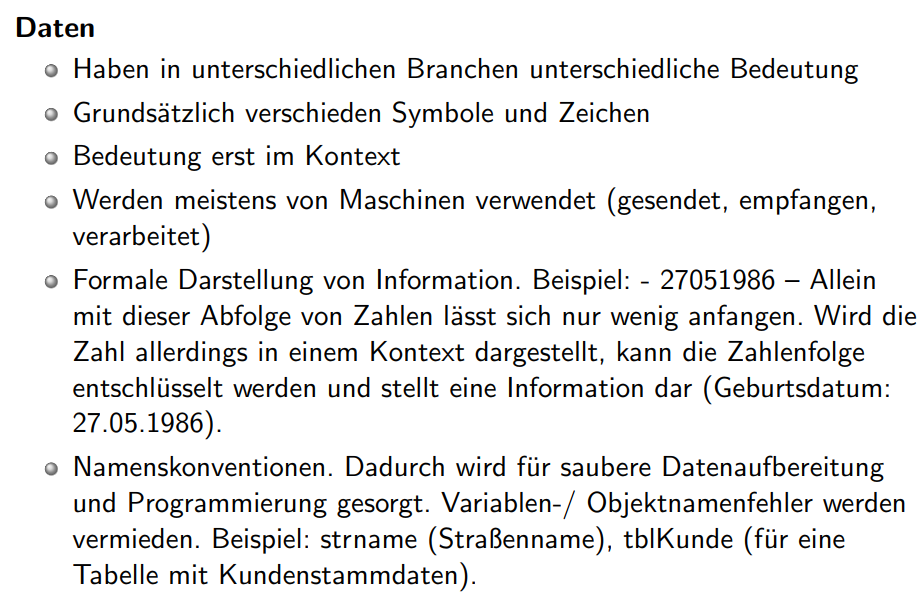 Daten
Haben in unterschiedlichen Branchen unterschiedliche Bedeutung
Grundsätzlich verschieden Symbole und Zeichen
Bedeutung erst im Kontext
Werden meistens von Maschinen verwendet (gesendet, empfangen,
verarbeitet)
Formale Darstellung von Information. Beispiel: - 27051986 – Allein
mit dieser Abfolge von Zahlen lässt sich nur wenig anfangen. Wird die
Zahl allerdings in einem Kontext dargestellt, kann die Zahlenfolge
entschlüsselt werden und stellt eine Information dar (Geburtsdatum:
27.05.1986).
Namenskonventionen. Dadurch wird für saubere Datenaufbereitung
und Programmierung gesorgt. Variablen-/ Objektnamenfehler werden
vermieden. Beispiel: strname (Straßenname), tblKunde (für eine
Tabelle mit Kundenstammdaten).